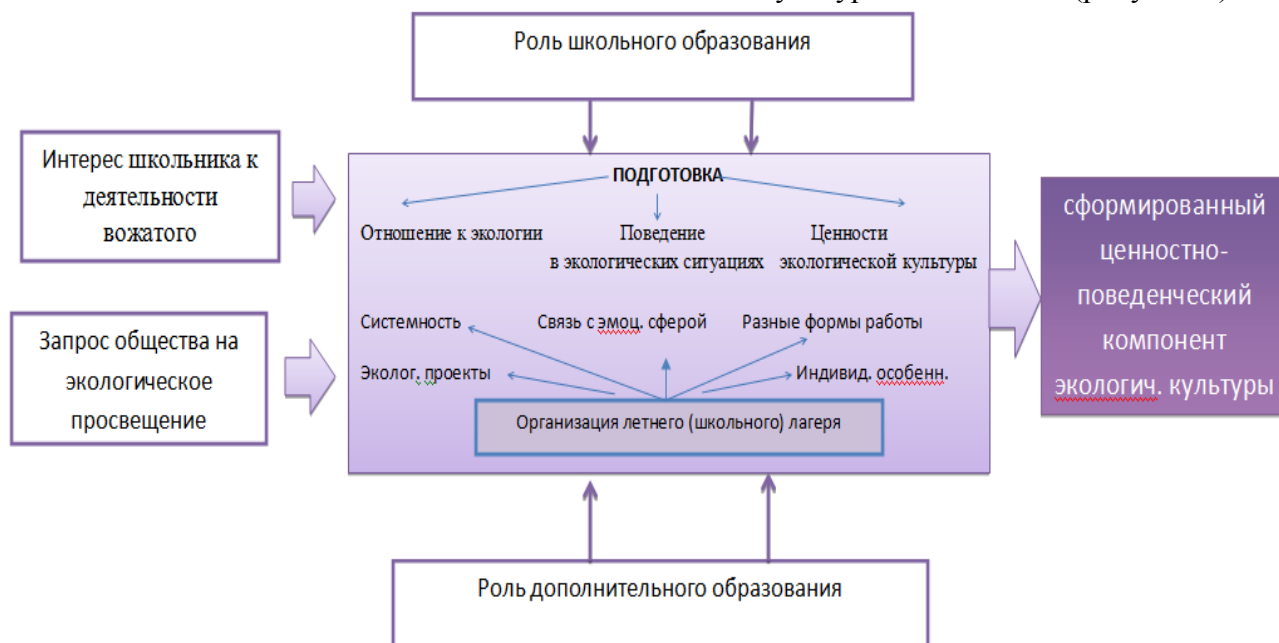 Роль школьного образования
Интерес школьника к
деятельности
вожатого
ПОДГОТОВКА
Отношение к экологии
Поведение
в экологических ситуациях
Ценности
экологической культуры
сформированный
ценностно-
поведенческий
компонент
экологич. культуры
Запрос общества на
экологическое
просвещение
Системность
Связь с эмоц. сферой
Разные формы работы
Эколог. проекты
Индивид. особенн.
Организация летнего (школьного) лагеря
Роль дополнительного образования